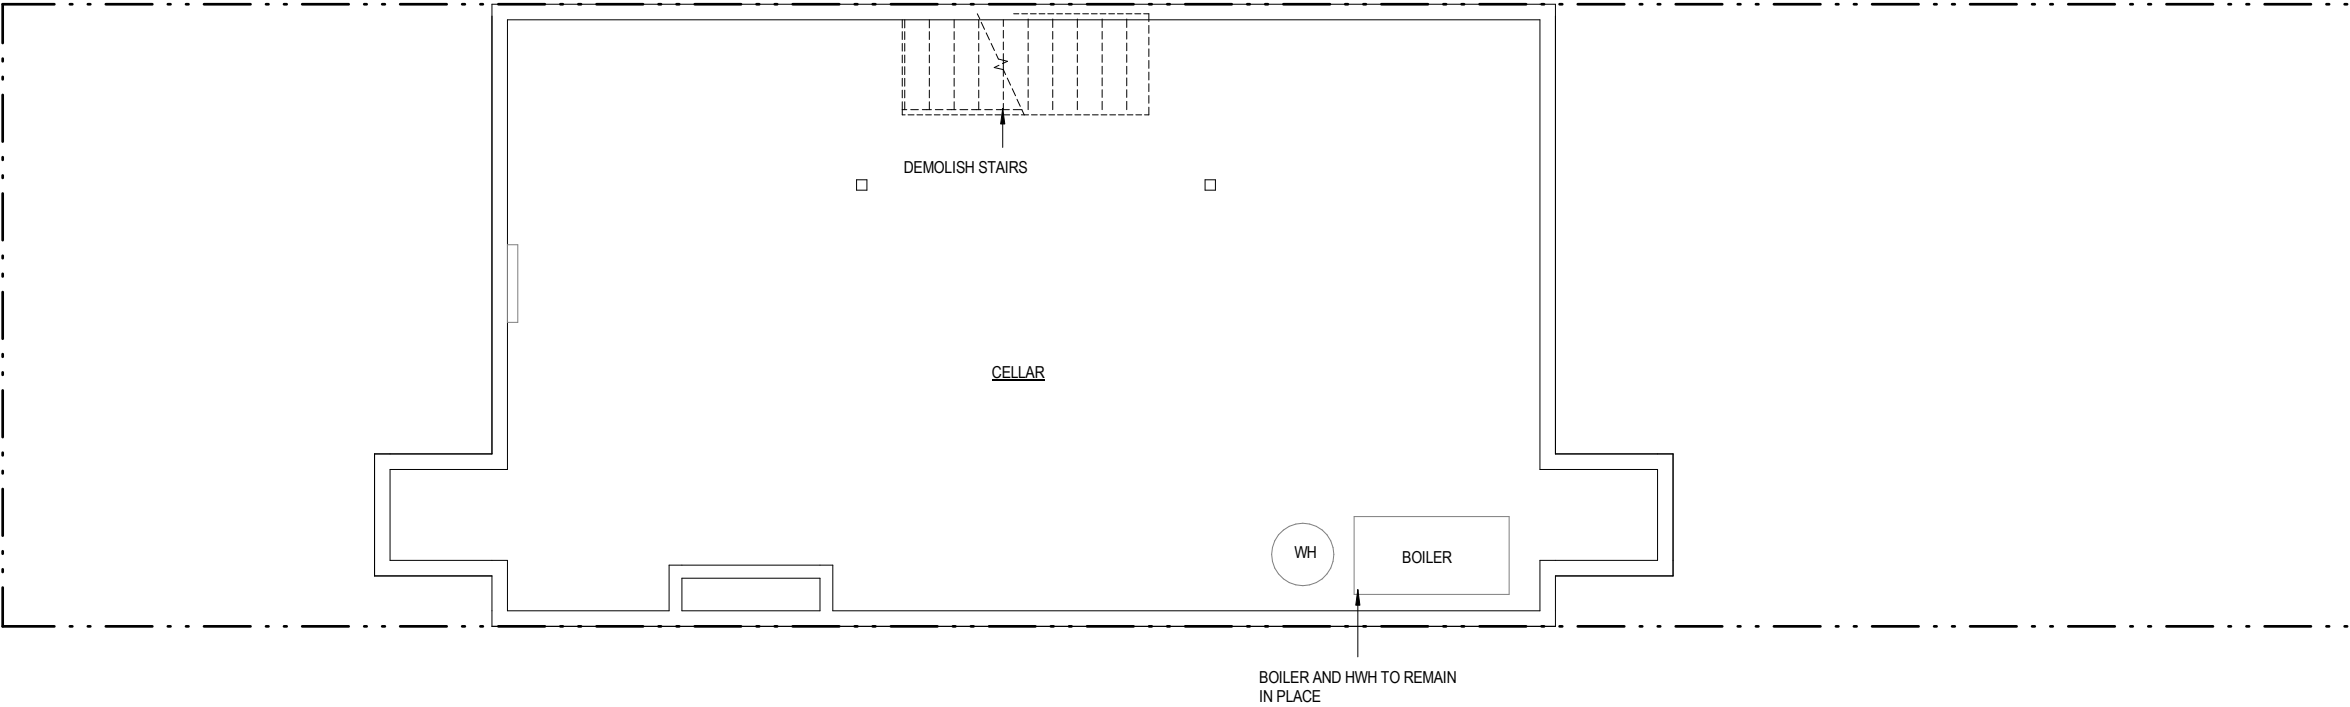 DEMOLISH STAIRS
CELLAR
WH
BOILER
BOILER AND HWH TO REMAIN
IN PLACE